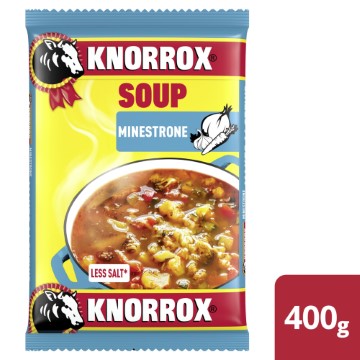 KNORROX®
SOUP
MINESTRONE
LESS SALT*
KNORROX®
400g